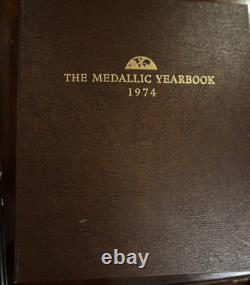 THE MEDALLIC YEARBOOK
1974